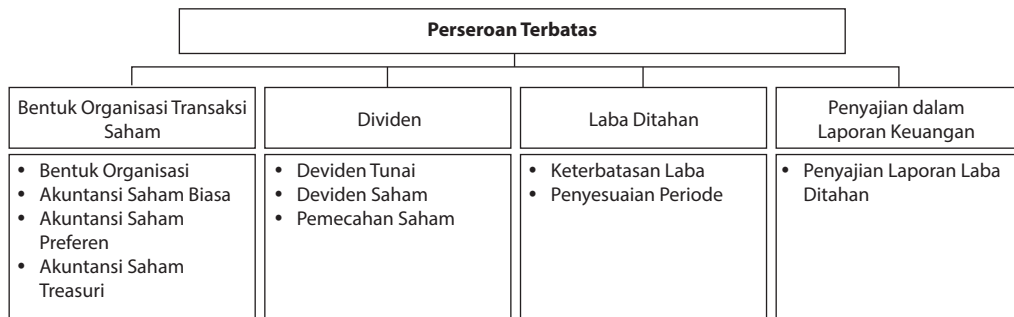 Perseroan Terbatas
Bentuk Organisasi Transaksi
Saham
• Bentuk Organisasi
• Akuntansi Saham Biasa
• Akuntansi Saham
Preferen
• Akuntansi Saham
Treasuri
Dividen
• Deviden Tunai
• Deviden Saham
• Pemecahan Saham
Laba Ditahan
• Keterbatasan Laba
• Penyesuaian Periode
Penyajian dalam
Laporan Keuangan
• Penyajian Laporan Laba
Ditahan